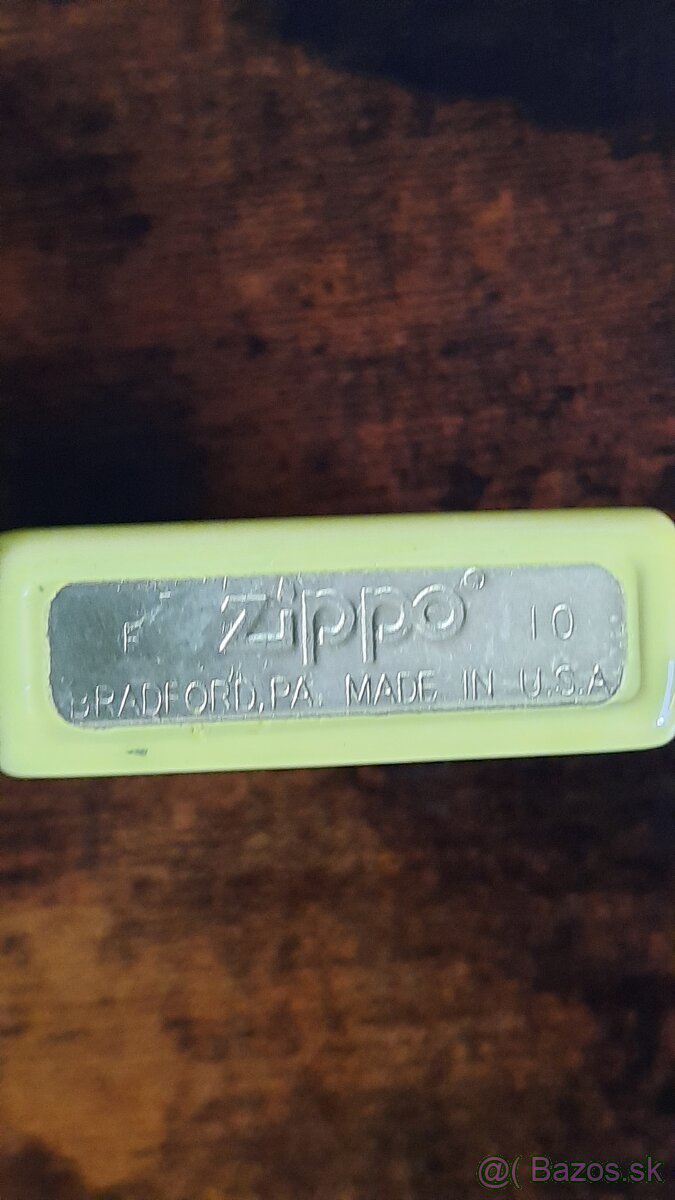 F zippo® 10
BRADFORD, PA. MADE IN U.S.A
@( Bazos.sk